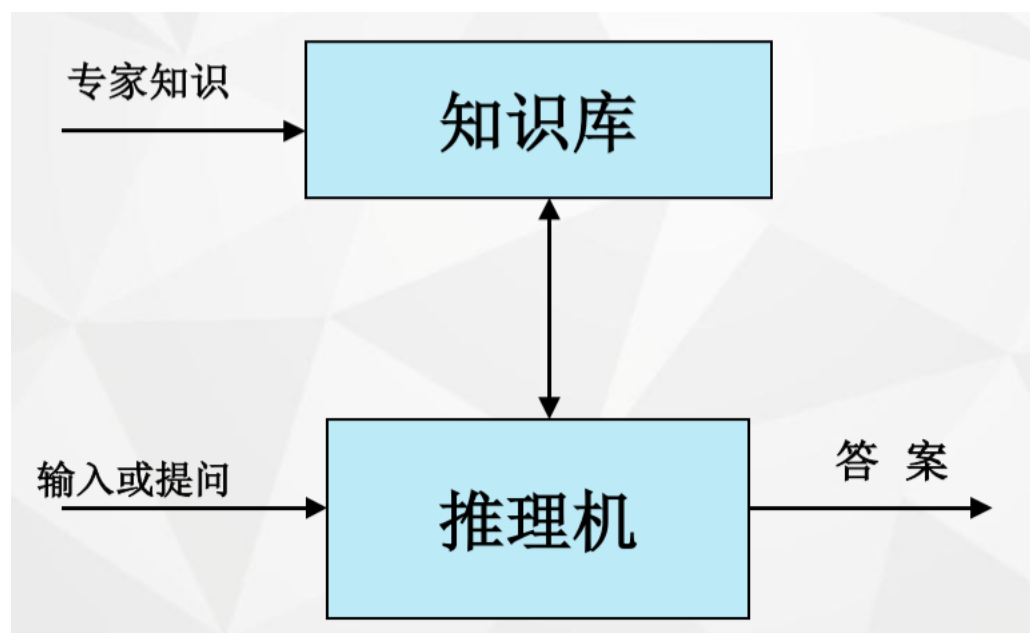 专家知识
知识库
输入或提问
推理机
答 案